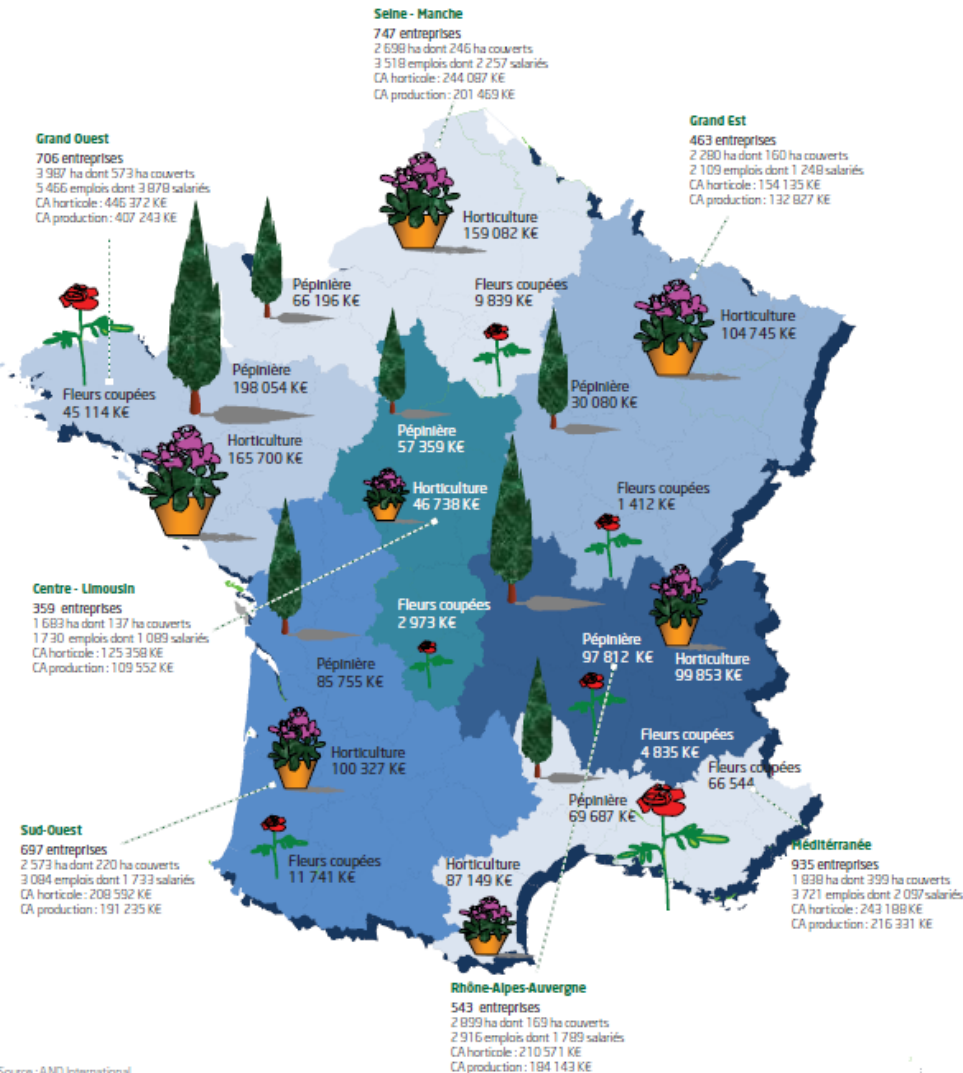 Seine - Manche
747 entreprises
2 698 ha dont 246 ha couverts
3 518 emplois dont 2 257 salariés
CA horticole : 244 087 K€
CA production : 201 469 K€
Grand Ouest
706 entreprises
3 987 ha dont 573 ha couverts
5 466 emplois dont 3 878 salariés
CA horticole : 446 372 K€
CA production : 407 243 K€
Grand Est
463 entreprises
2 280 ha dont 160 ha couverts
2 109 emplois dont 1 248 salariés
CA horticole : 154 135 K€
CA production : 132 827 K€
Horticulture
159 082 K€
Pépinière
66 196 K€
Fleurs coupées
9 839 K€
Horticulture
104 745 K€
Pépinière
198 054 K€
Fleurs coupées
45 114 K€
Pépinière
30 080 K€
Pépinière
57 359 K€
Horticulture
165 700 K€
Horticulture
46 738 K€
Fleurs coupées
1 412 K€
Centre - Limousin
359 entreprises
1 683 ha dont 137 ha couverts
1 730 emplois dont 1 089 salariés
CA horticole : 125 358 K€
CA production : 109 552 K€
Fleurs coupées
2 973 K€
Pépinière
97 812 K€
Horticulture
99 853 K€
Pépinière
85 755 K€
Fleurs coupées
4 835 K€
Horticulture
100 327 K€
Fleurs coupées
66 544
Pépinière
69 687 K€
Sud-Ouest
697 entreprises
2 573 ha dont 220 ha couverts
3 084 emplois dont 1 733 salariés
CA horticole : 208 592 K€
CA production : 191 235 K€
Fleurs coupées
11 741 K€
Horticulture
87 149 K€
Méditérranée
935 entreprises
1 838 ha dont 399 ha couverts
3 721 emplois dont 2 097 salariés
CA horticole : 243 188 K€
CA production : 216 331 K€
Rhône-Alpes-Auvergne
543 entreprises
2 899 ha dont 169 ha couverts
2 916 emplois dont 1 789 salariés
CA horticole : 210 571 K€
CA production : 184 143 K€
Source : AND International